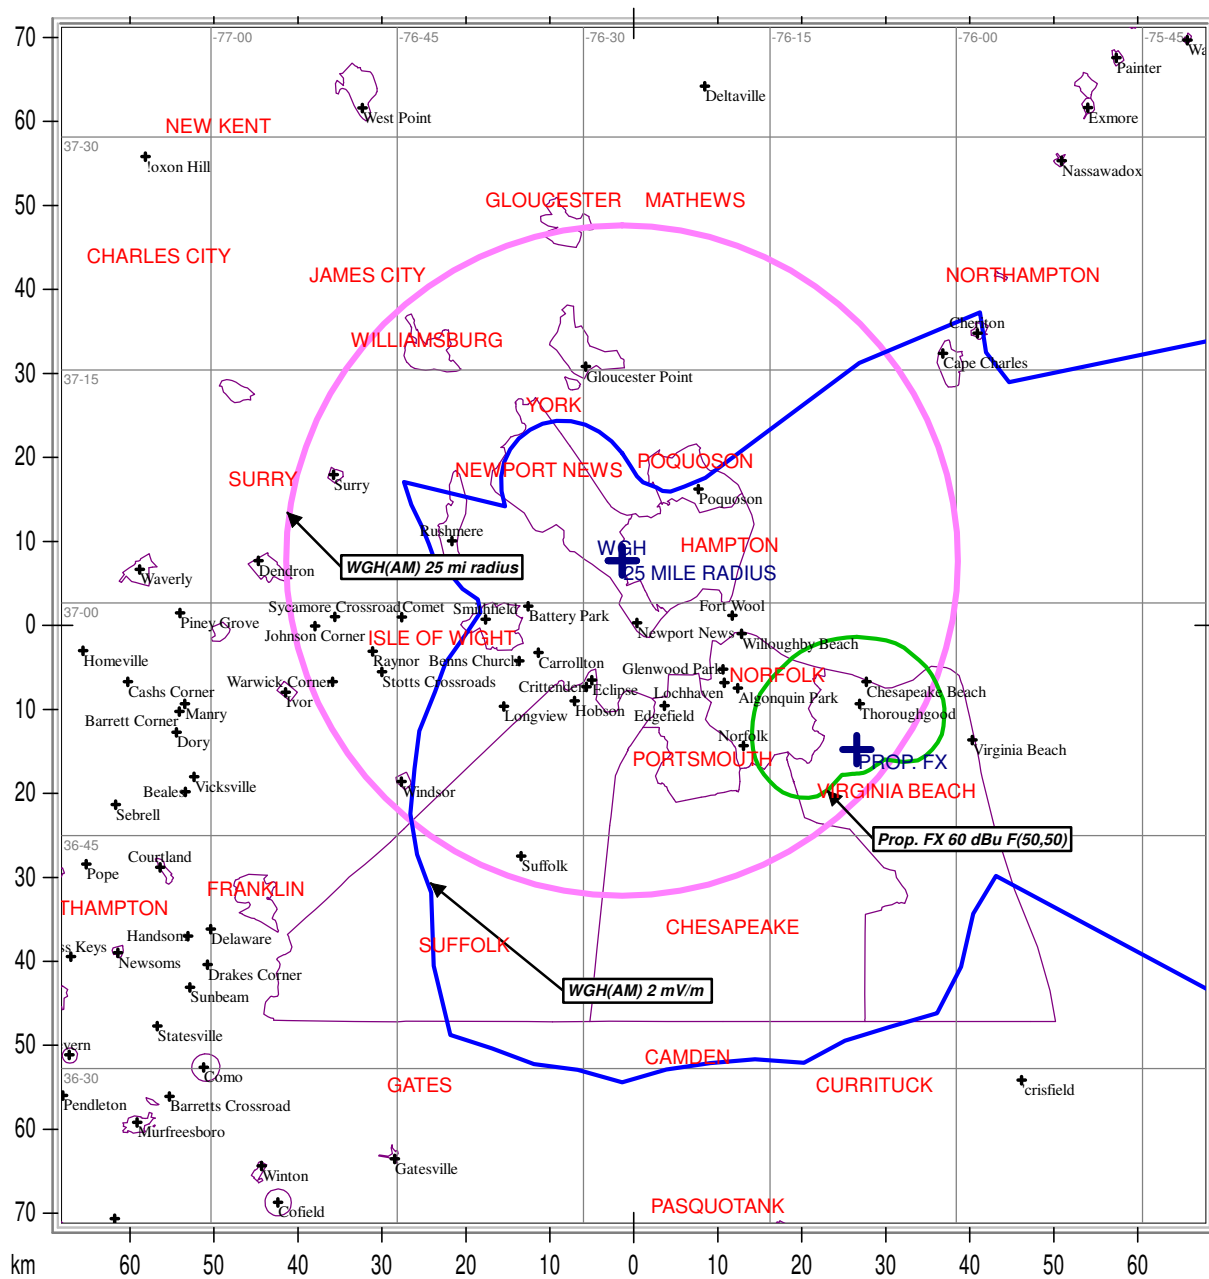 70
-77-00
-76-45
-76-30
-76-15
-76-00
-75-45
Wa
Painter
Deltaville
West Point
Exmore
60
NEW KENT
37-30
!oxon Hill
Nassawadox
50
GLOUCESTER
MATHEWS
CHARLES CITY
JAMES CITY
NORTHAMPTON
40
Cheriton
WILLIAMSBURG
Cape Charles
30
37-15
Gloucester Point
YORK
20
NEWPORT NEWS
POQUOSON
SURRY
Surry
Poquoson
Rushmere
10
WGH
HAMPTON
WGH(AM) 25 mi radius
25 MILE RADIUS
Waverly
Dendron
37-00
Sycamore Crossroad
Comet
Smithfield
Battery Park
Fort Wool
Piney Grove
0
Johnson Corner
ISLE OF WIGHT
Newport News
Willoughby Beach
Homeville
Raynor
Benns Church
Carrollton
Glenwood Park
NORFOLK
Cashs Corner
Warwick Corner
Stotts Crossroads
Crittenden
Eclipse
Lochhaven
Algonquin Park
Chesapeake Beach
Ivor
Manry
Longview
Hobson
Edgefield
Thoroughgood
10
Barrett Corner
Dory
Norfolk
Virginia Beach
PORTSMOUTH
PROP. FX
Vicksville
Beales
Windsor
VIRGINIA BEACH
20
Sebrell
Prop. FX 60 dBu F(50,50)
36-45
Courtland
Pope
Suffolk
30
FRANKLIN
THAMPTON
CHESAPEAKE
Handsom
Delaware
ss Keys
SUFFOLK
40
Newsoms
Drakes Corner
Sunbeam
WGH(AM) 2 mV/m
Statesville
50
vern
CAMDEN
36-30
Como
GATES
CURRITUCK
crisfield
Pendleton
Barretts Crossroad
60
Murfreesboro
Gatesville
Winton
70
Cofield
PASQUOTANK
km
60
50
40
30
20
10
0
10
20
30
40
50
60